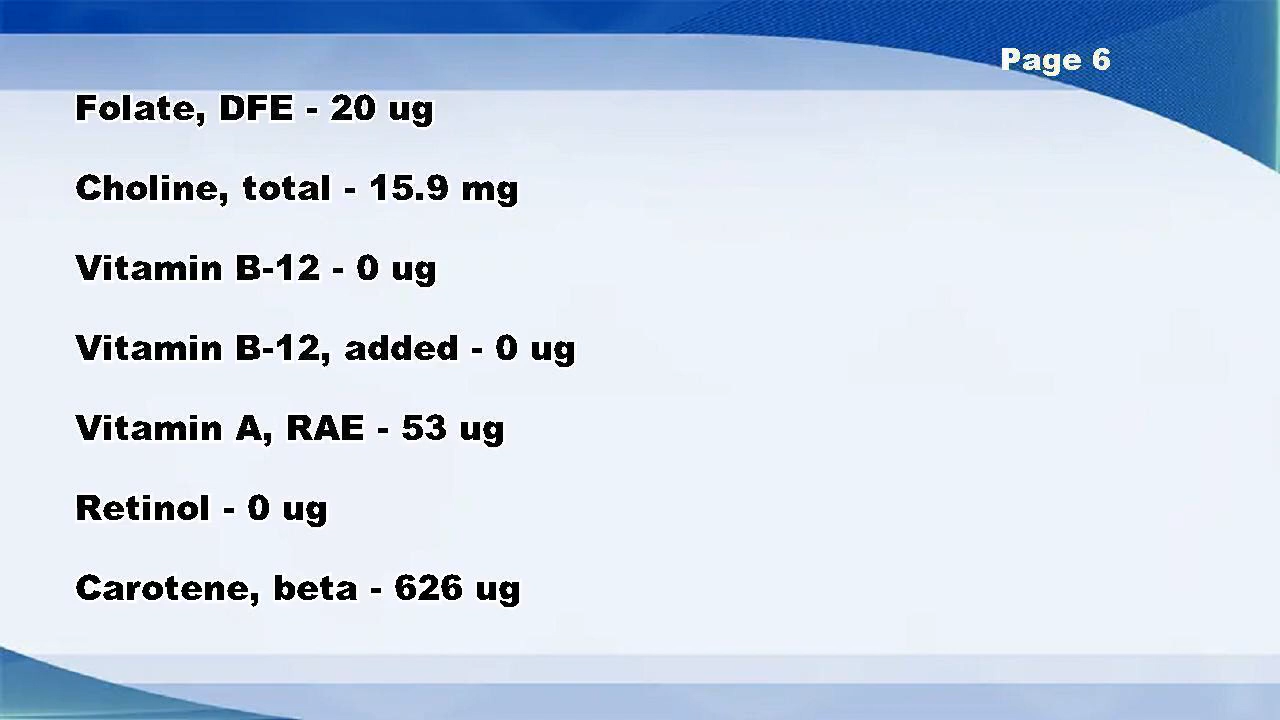 Page 6
Folate, DFE - 20 ug
Choline, total - 15.9 mg
Vitamin B-12 - 0 ug
Vitamin B-12, added - 0 ug
Vitamin A, RAE - 53 ug
Retinol - 0 ug
Carotene, beta - 626 ug